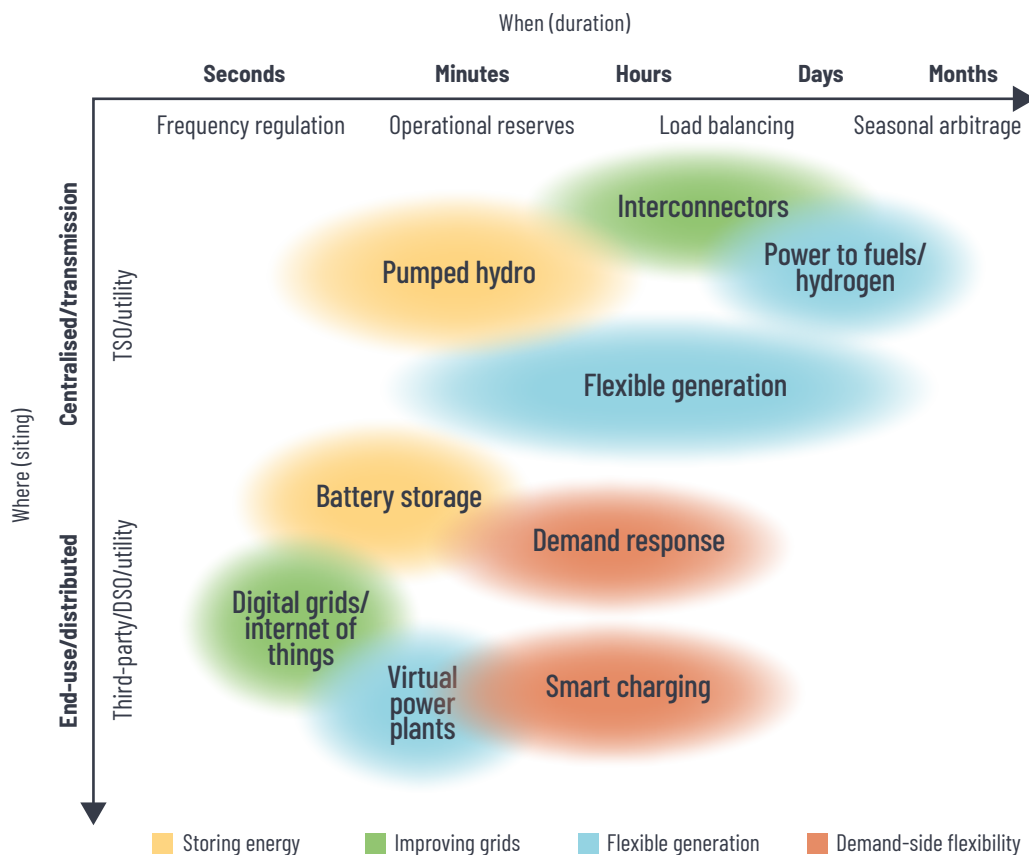 When (duration)
Seconds Minutes Hours Days Months
Frequency regulation Operational reserves Load balancing Seasonal arbitrage
Where (siting)
Centralised/transmission
TSO/utility
End-use/distributed
Third-party/DSO/utility
Interconnectors
Pumped hydro
Power to fuels/
hydrogen
Flexible generation
Battery storage
Demand response
Digital grids/
internet of
things
Virtual
power
plants
Smart charging
Storing energy Improving grids Flexible generation Demand-side flexibility